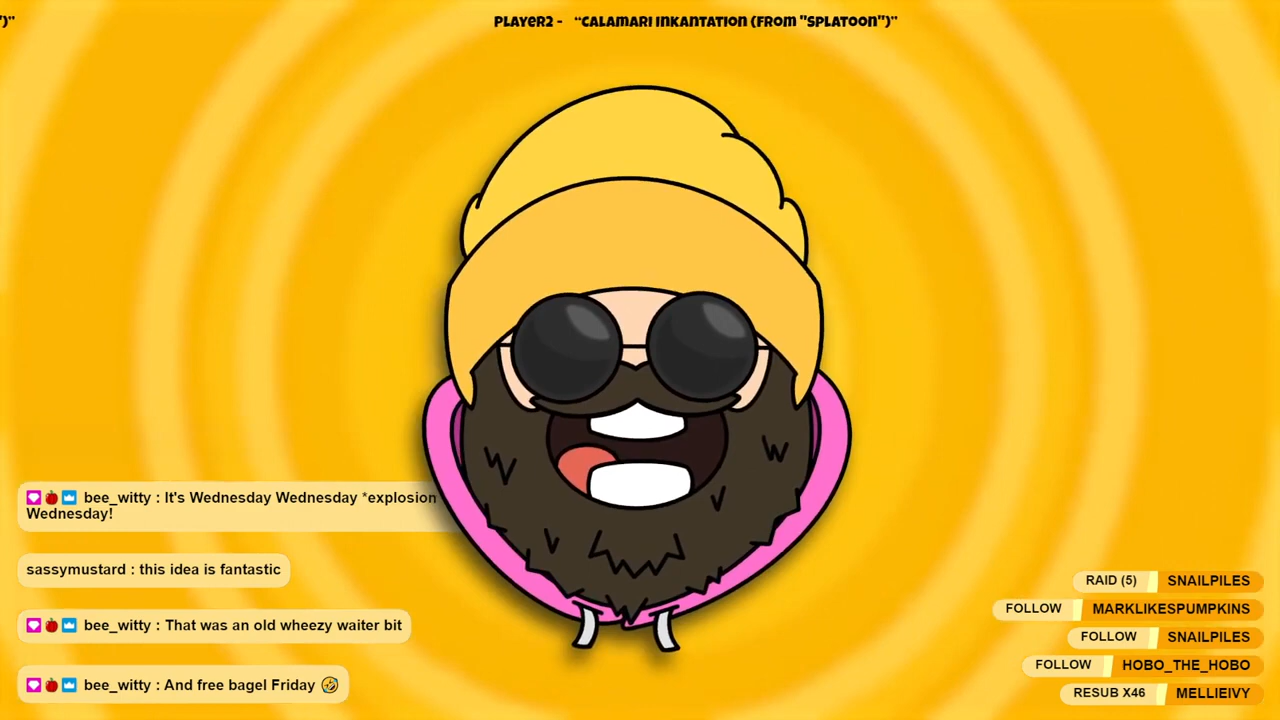 ")"
PLAYER2 - "CALAMARI INKANTATION (FROM "SPLATOON")"
bee_witty : It's Wednesday Wednesday *explosion
Wednesday!
sassymustard : this idea is fantastic
bee_witty : That was an old wheezy waiter bit
bee_witty : And free bagel Friday 🤣
RAID (5) SNAILPILES
FOLLOW MARKLIKESPUMPKINS
FOLLOW SNAILPILES
FOLLOW HOBO_THE_HOBO
RESUB X46 MELLIEIVY